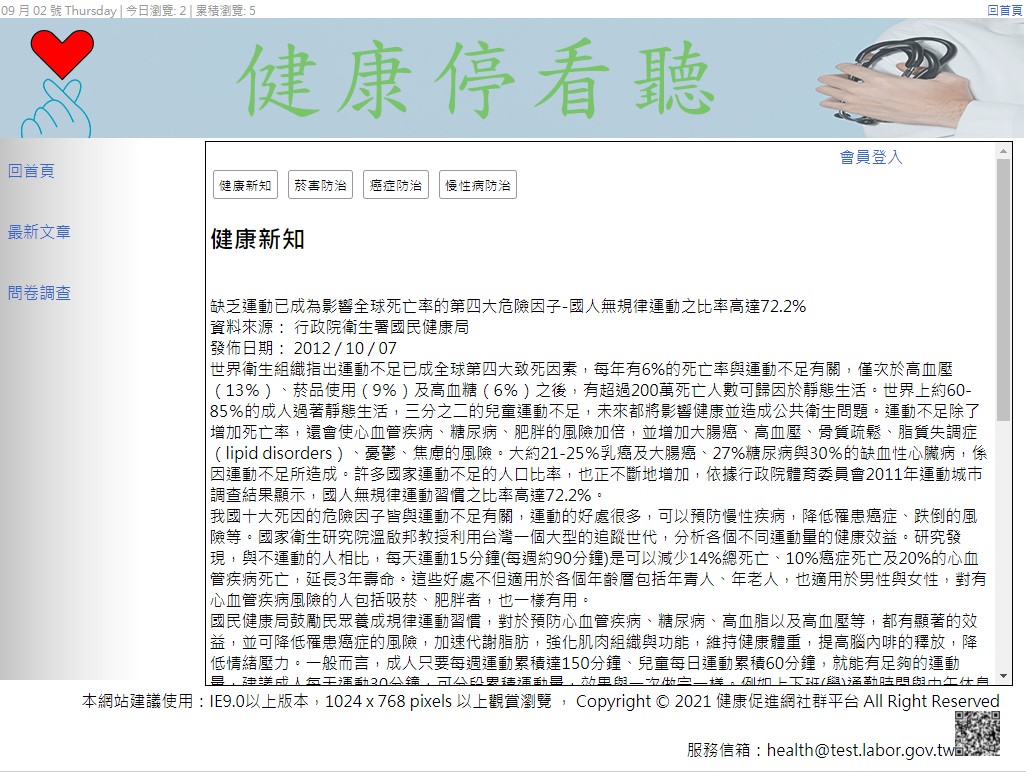 09 月 02 號 Thursday | 今日瀏覽: 2 | 累積瀏覽: 5
回首頁
健康停看聽
回首頁
最新文章
問卷調查
會員登入
健康新知 菸害防治 癌症防治 慢性病防治
健康新知
缺乏運動已成為影響全球死亡率的第四大危險因子-國人無規律運動之比率高達72.2%
資料來源： 行政院衛生署國民健康局
發佈日期： 2012 / 10 / 07
世界衛生組織指出運動不足已成全球第四大致死因素，每年有6%的死亡率與運動不足有關，僅次於高血壓
（13%）、菸品使用（9%）及高血糖（6%）之後，有超過200萬死亡人數可歸因於靜態生活。世界上約60-
85%的成人過著靜態生活，三分之二的兒童運動不足，未來都將影響健康並造成公共衛生問題。運動不足除了
增加死亡率，還會使心血管疾病、糖尿病、肥胖的風險加倍，並增加大腸癌、高血壓、骨質疏鬆、脂質失調症
（lipid disorders）、憂鬱、焦慮的風險。大約21-25%乳癌及大腸癌、27%糖尿病與30%的缺血性心臟病，係
因運動不足所造成。許多國家運動不足的人口比率，也正不斷地增加，依據行政院體育委員會2011年運動城市
調查結果顯示，國人無規律運動習慣之比率高達72.2%。
我國十大死因的危險因子皆與運動不足有關，運動的好處很多，可以預防慢性疾病，降低罹患癌症、跌倒的風
險等。國家衛生研究院溫啟邦教授利用台灣一個大型的追蹤世代，分析各個不同運動量的健康效益。研究發
現，與不運動的人相比，每天運動15分鐘(每週約90分鐘)是可以減少14%總死亡、10%癌症死亡及20%的心血
管疾病死亡，延長3年壽命。這些好處不但適用於各個年齡層包括年青人、年老人，也適用於男性與女性，對有
心血管疾病風險的人包括吸菸、肥胖者，也一樣有用。
國民健康局鼓勵民眾養成規律運動習慣，對於預防心血管疾病、糖尿病、高血脂以及高血壓等，都有顯著的效
益，並可降低罹患癌症的風險，加速代謝脂肪，強化肌肉組織與功能，維持健康體重，提高腦內啡的釋放，降
低情緒壓力。一般而言，成人只要每週運動累積達150分鐘、兒童每日運動累積60分鐘，就能有足夠的運動
量，建議成人每天運動30分鐘，可分段累積運動量，效果與一次做完一樣。例如上下班(學)通勤時間與中午休息
本網站建議使用：IE9.0以上版本，1024 x 768 pixels 以上觀賞瀏覽 ， Copyright © 2021 健康促進網社群平台 All Right Reserved
服務信箱：health@test.labor.gov.tw